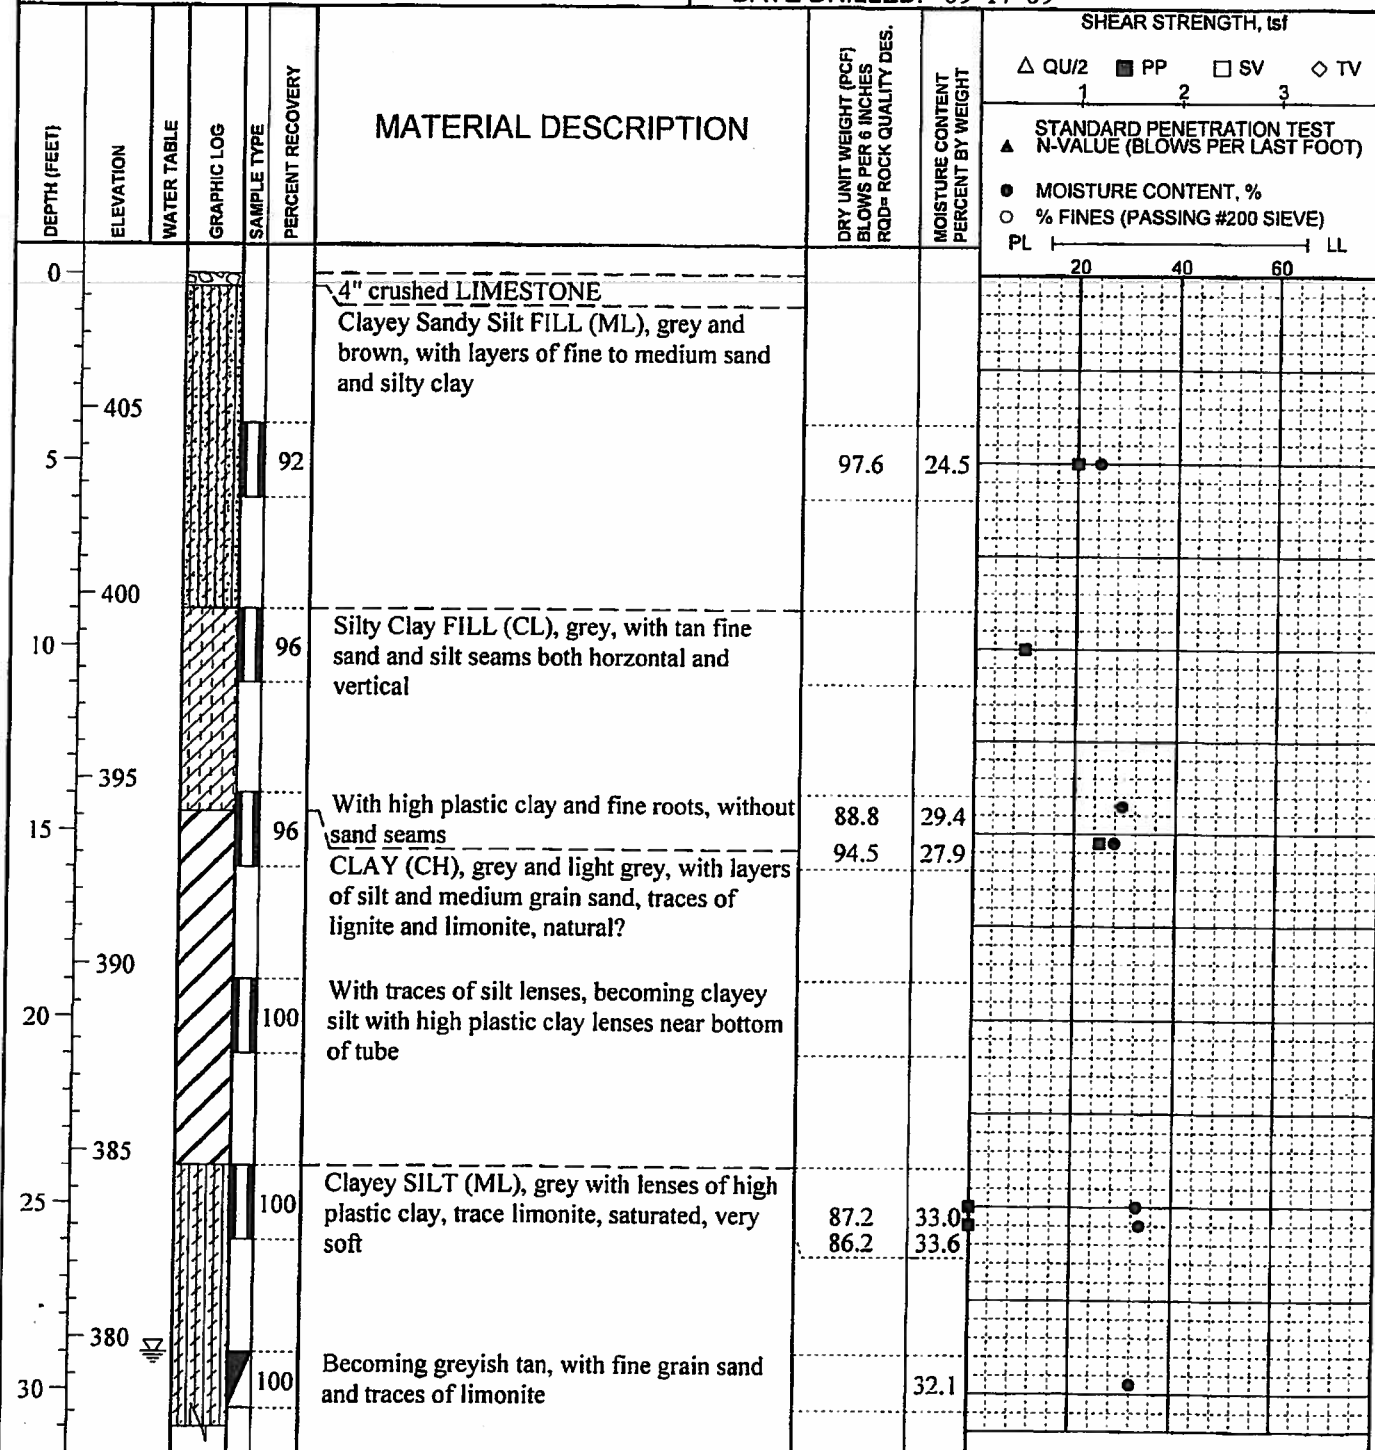 SHEAR STRENGTH, tsf
△ QU/2 ■ PP □ SV ◇ TV
1 2 3
DEPTH (FEET)
ELEVATION
WATER TABLE
GRAPHIC LOG
SAMPLE TYPE
PERCENT RECOVERY
MATERIAL DESCRIPTION
DRY UNIT WEIGHT (PCF)
BLOWS PER 6 INCHES
RQD= ROCK QUALITY DES.
MOISTURE CONTENT
PERCENT BY WEIGHT
STANDARD PENETRATION TEST
▲ N-VALUE (BLOWS PER LAST FOOT)
● MOISTURE CONTENT, %
○ % FINES (PASSING #200 SIEVE)
PL LL
20 40 60
0
4" crushed LIMESTONE
Clayey Sandy Silt FILL (ML), grey and
brown, with layers of fine to medium sand
and silty clay
405
5 92 97.6 24.5
400
Silty Clay FILL (CL), grey, with tan fine
10 96
sand and silt seams both horzontal and
vertical
395
With high plastic clay and fine roots, without
88.8 29.4
15 96
sand seams
94.5 27.9
CLAY (CH), grey and light grey, with layers
of silt and medium grain sand, traces of
lignite and limonite, natural?
390
With traces of silt lenses, becoming clayey
20 100
silt with high plastic clay lenses near bottom
of tube
385
Clayey SILT (ML), grey with lenses of high
25 100
plastic clay, trace limonite, saturated, very
87.2 33.0
soft
86.2 33.6
380
Becoming greyish tan, with fine grain sand
30 100
and traces of limonite
32.1